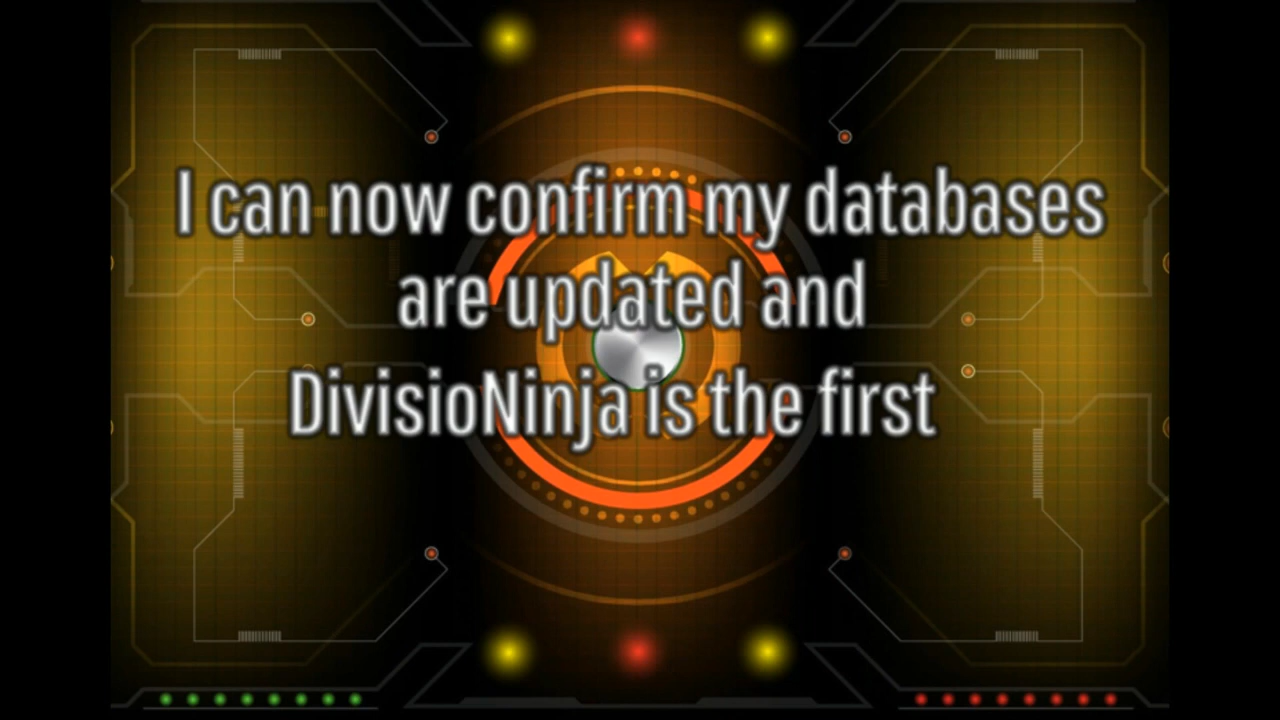 I can now confirm my databases
are updated and
DivisioNinja is the first